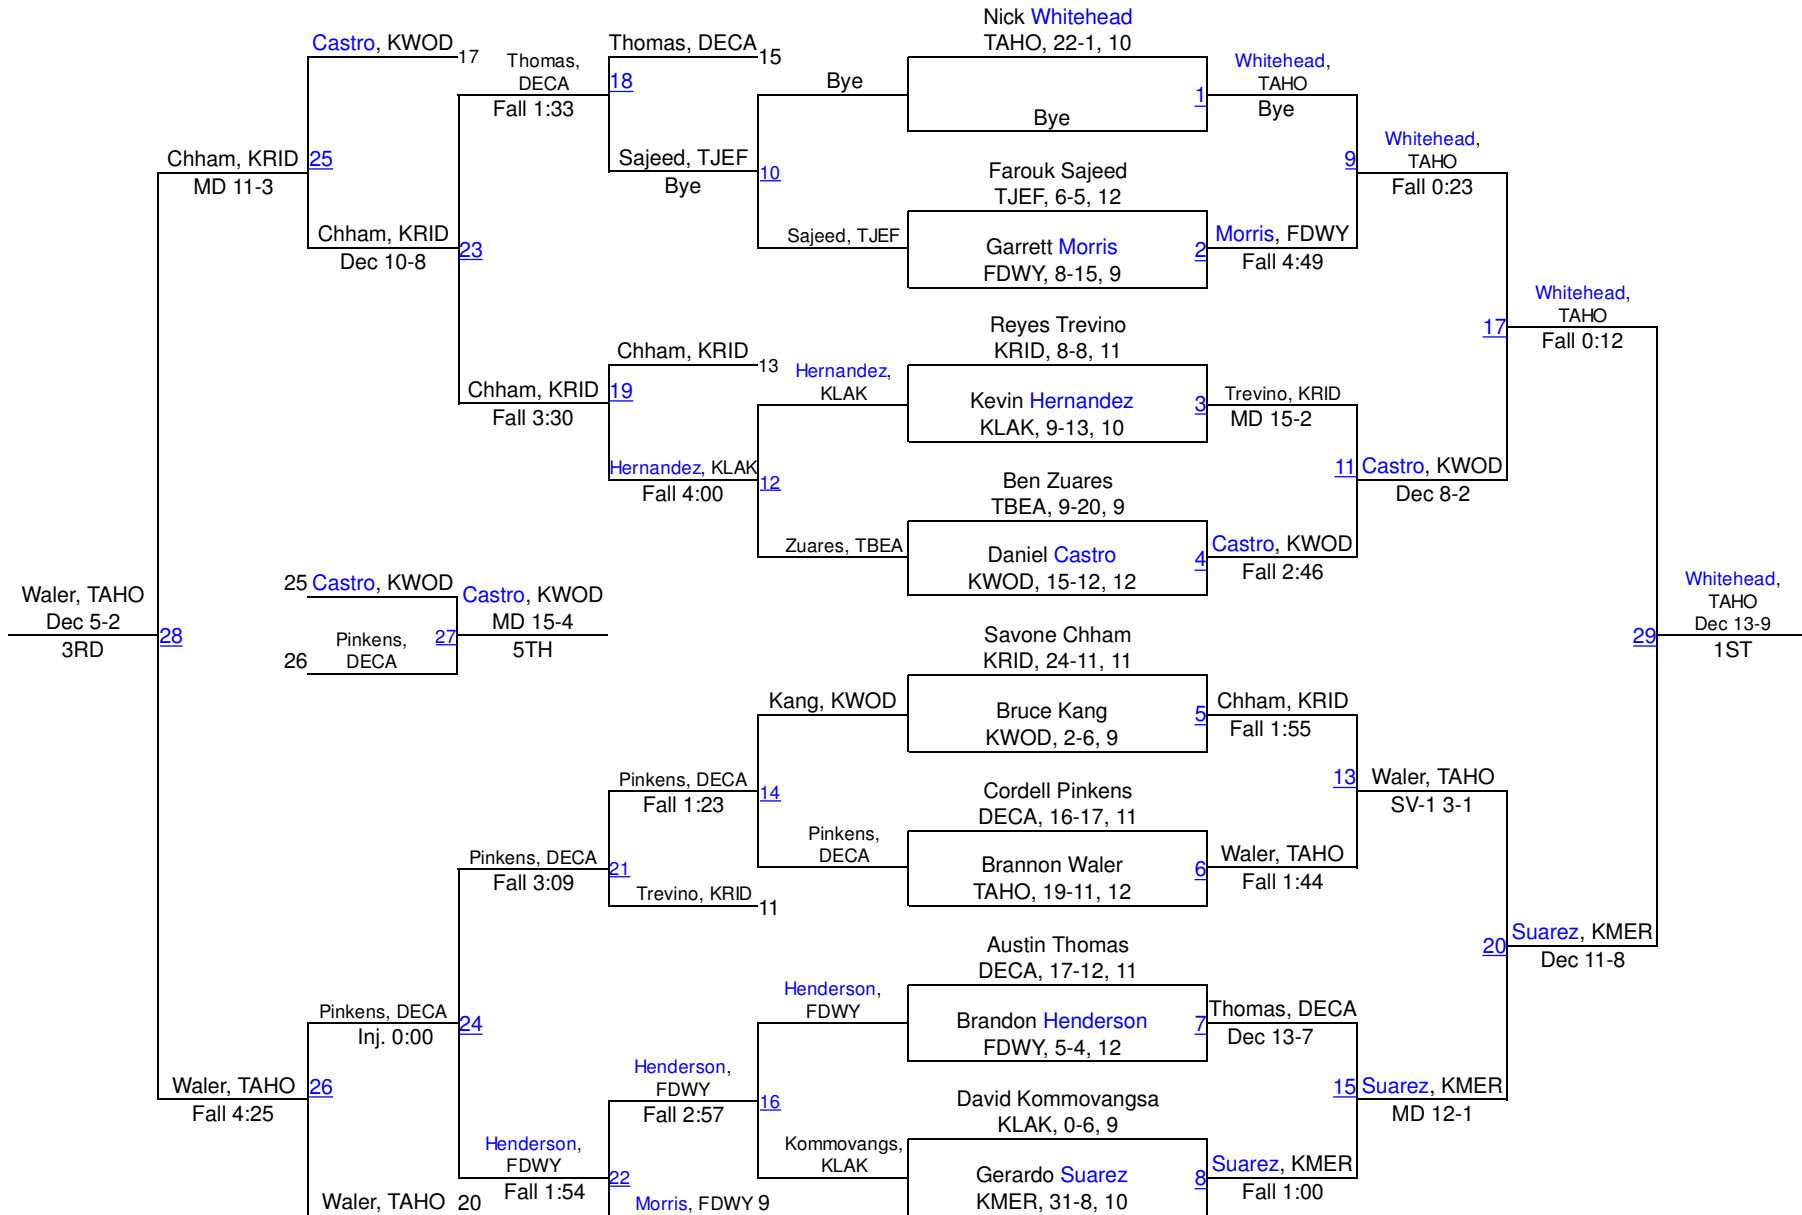 Nick Whitehead
TAHO, 22-1, 10
Castro, KWOD
17
Thomas, DECA
Fall 1:33
Thomas, DECA
15
18
Bye
1
Bye
Whitehead, TAHO
Bye
Whitehead, TAHO
Fall 0:23
9
Chham, KRID
MD 11-3
25
Sajeed, TJEF
Bye
10
Farouk Sajeed
TJEF, 6-5, 12
Chham, KRID
Dec 10-8
23
Sajeed, TJEF
Garrett Morris
FDWY, 8-15, 9
2
Morris, FDWY
Fall 4:49
Whitehead, TAHO
Fall 0:12
17
Reyes Trevino
KRID, 8-8, 11
Chham, KRID
13
Chham, KRID
Fall 3:30
19
Hernandez, KLAK
Kevin Hernandez
KLAK, 9-13, 10
3
Trevino, KRID
MD 15-2
Hernandez, KLAK
Fall 4:00
12
Ben Zuares
TBEA, 9-20, 9
11
Castro, KWOD
Dec 8-2
Zuares, TBEA
Daniel Castro
KWOD, 15-12, 12
4
Castro, KWOD
Fall 2:46
Waler, TAHO
Dec 5-2
3RD
28
25
Castro, KWOD
26
Pinkens, DECA
27
Castro, KWOD
MD 15-4
5TH
Savone Chham
KRID, 24-11, 11
29
Whitehead, TAHO
Dec 13-9
1ST
Kang, KWOD
Bruce Kang
KWOD, 2-6, 9
5
Chham, KRID
Fall 1:55
Pinkens, DECA
Fall 1:23
14
Cordell Pinkens
DECA, 16-17, 11
13
Waler, TAHO
SV-1 3-1
Pinkens, DECA
Fall 3:09
21
Pinkens, DECA
Brannon Waler
TAHO, 19-11, 12
6
Waler, TAHO
Fall 1:44
Trevino, KRID
11
Austin Thomas
DECA, 17-12, 11
20
Suarez, KMER
Dec 11-8
Pinkens, DECA
Inj. 0:00
24
Henderson, FDWY
Brandon Henderson
FDWY, 5-4, 12
7
Thomas, DECA
Dec 13-7
Waler, TAHO
Fall 4:25
26
Henderson, FDWY
Fall 2:57
16
David Kommovangsa
KLAK, 0-6, 9
15
Suarez, KMER
MD 12-1
Henderson, FDWY
Fall 1:54
22
Kommovangs, KLAK
Gerardo Suarez
KMER, 31-8, 10
8
Suarez, KMER
Fall 1:00
Waler, TAHO
20
Morris, FDWY
9